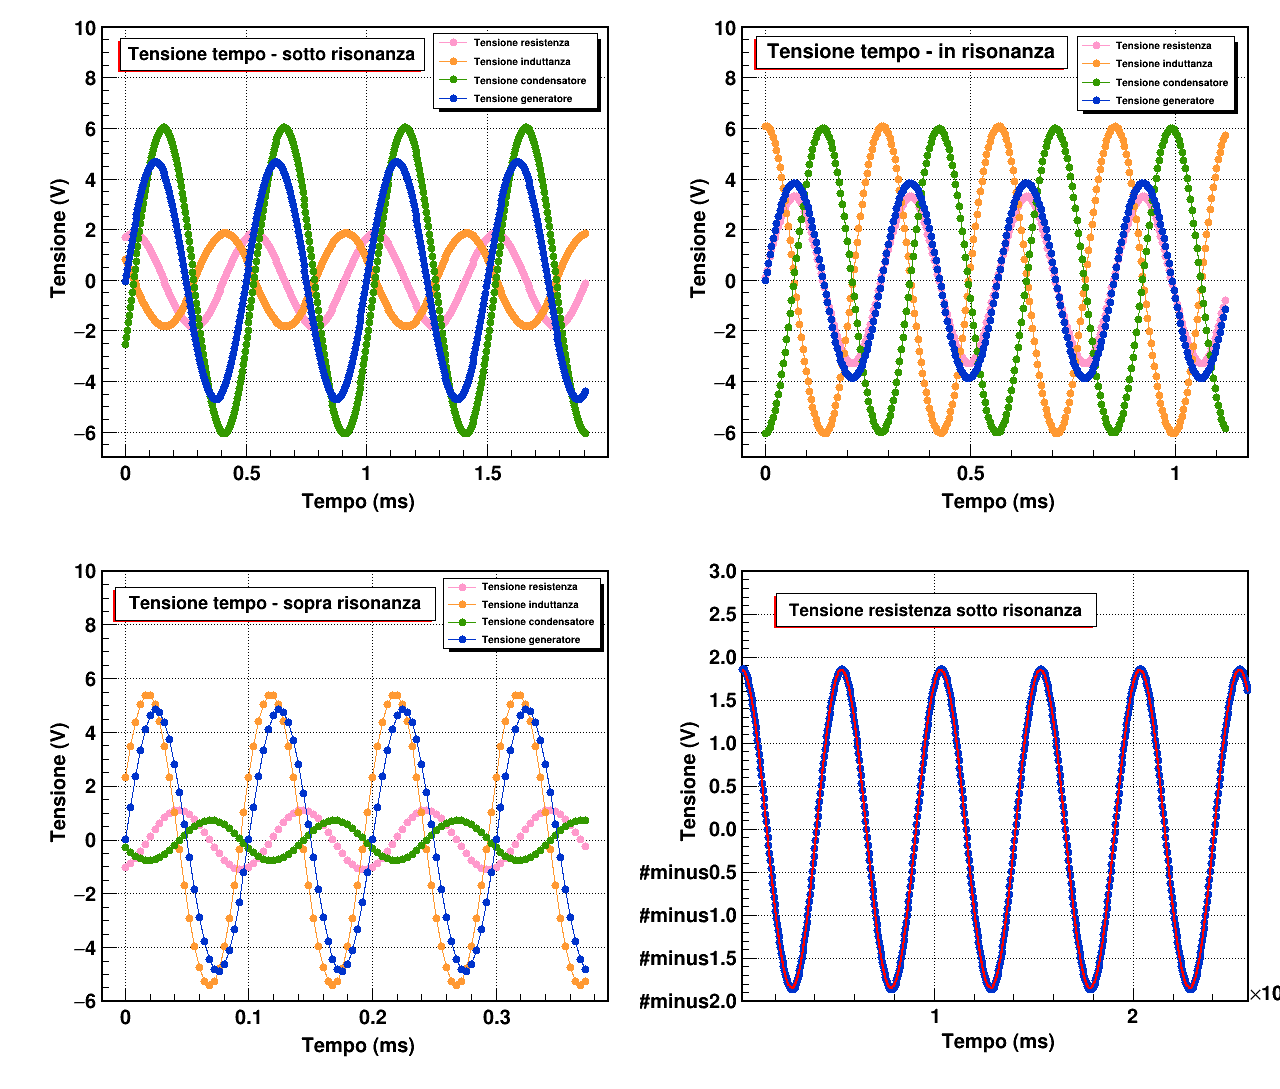 Tensione tempo - sotto risonanza
Tensione resistenza
Tensione induttanza
Tensione condensatore
Tensione generatore
10
8
6
4
2
0
−2
−4
−6
Tensione (V)
0
0.5
1
1.5
Tempo (ms)
Tensione tempo - in risonanza
Tensione resistenza
Tensione induttanza
Tensione condensatore
Tensione generatore
10
8
6
4
2
0
−2
−4
−6
Tensione (V)
0
0.5
1
Tempo (ms)
Tensione tempo - sopra risonanza
Tensione resistenza
Tensione induttanza
Tensione condensatore
Tensione generatore
10
8
6
4
2
0
−2
−4
−6
Tensione (V)
0
0.1
0.2
0.3
Tempo (ms)
Tensione resistenza sotto risonanza
3.0
2.5
2.0
1.5
1.0
0.5
0.0
#minus0.5
#minus1.0
#minus1.5
#minus2.0
Tensione (V)
1
2
×10
Tempo (ms)